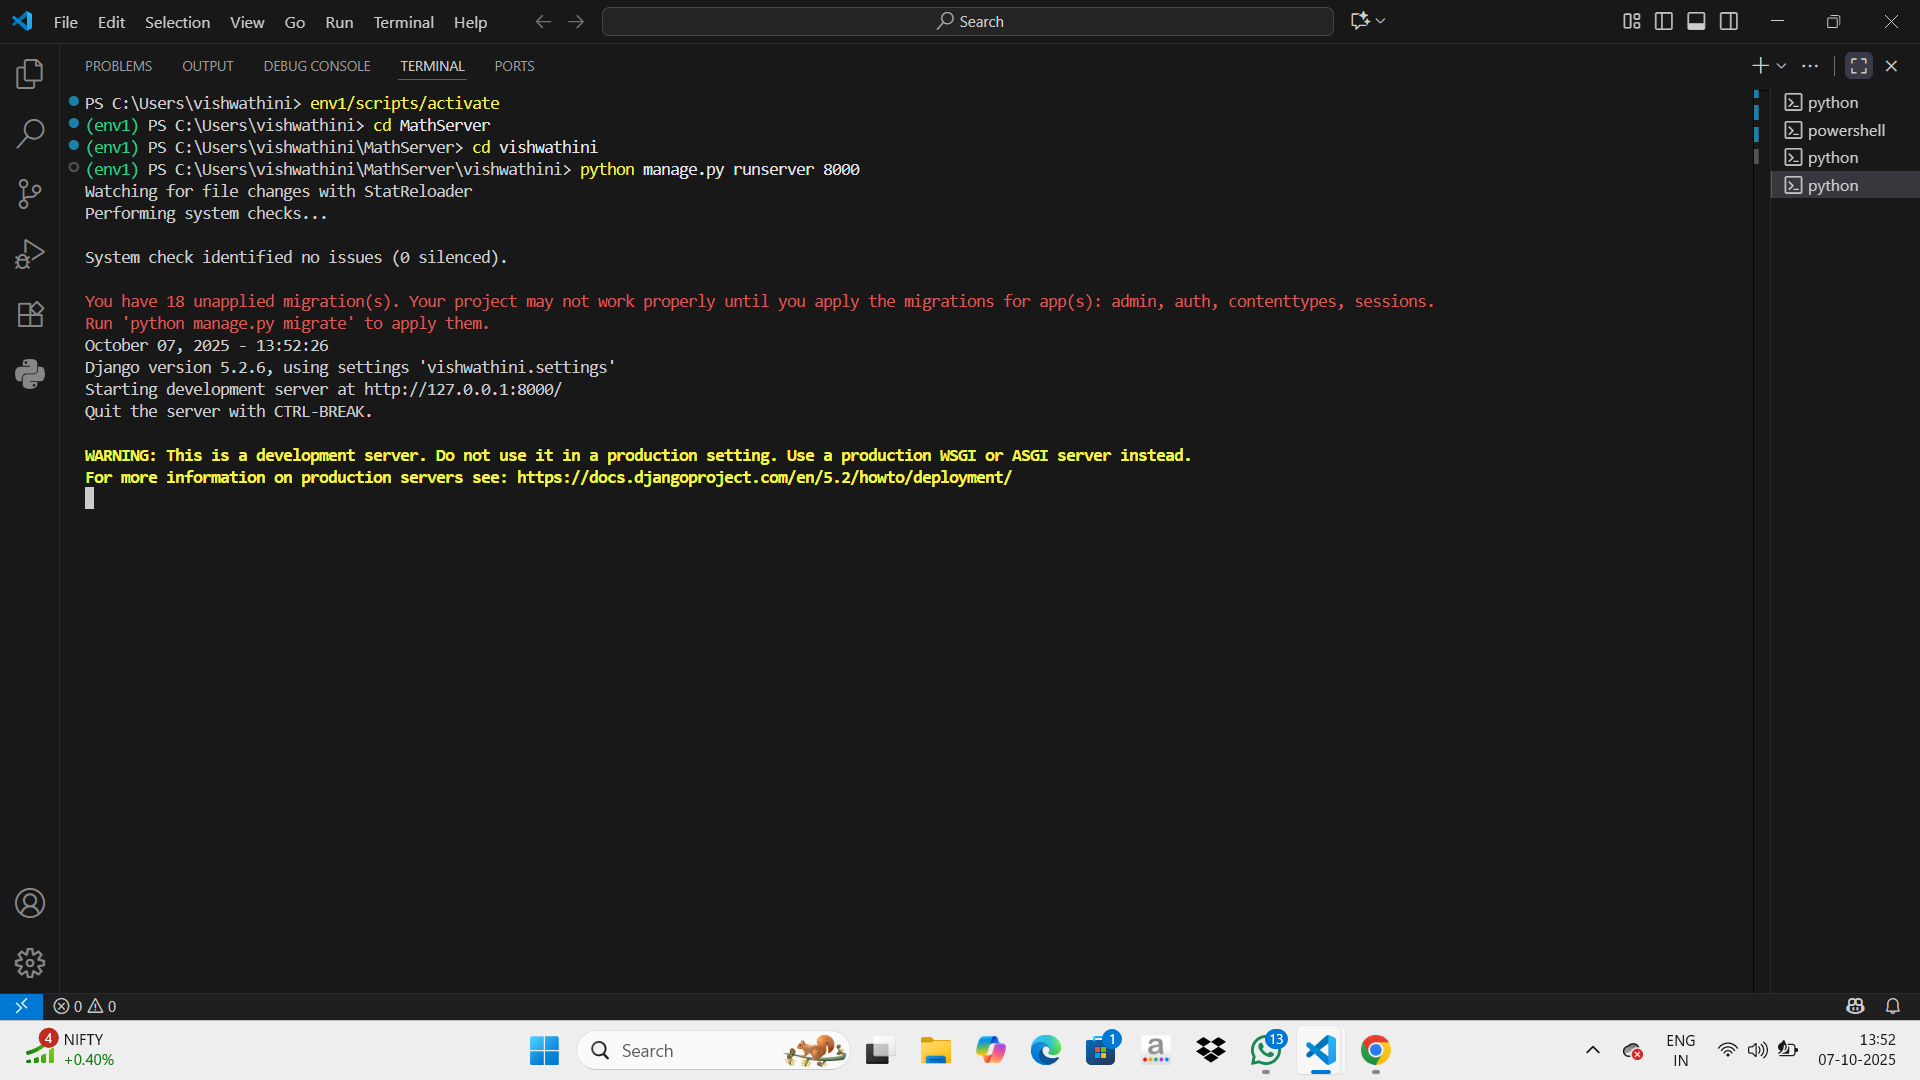 File Edit Selection View Go Run Terminal Help
Search
PROBLEMS OUTPUT DEBUG CONSOLE TERMINAL PORTS
PS C:\Users\vishwathini> env1/scripts/activate
(env1) PS C:\Users\vishwathini> cd MathServer
(env1) PS C:\Users\vishwathini\MathServer> cd vishwathini
(env1) PS C:\Users\vishwathini\MathServer\vishwathini> python manage.py runserver 8000
Watching for file changes with StatReloader
Performing system checks...
System check identified no issues (0 silenced).
You have 18 unapplied migration(s). Your project may not work properly until you apply the migrations for app(s): admin, auth, contenttypes, sessions.
Run 'python manage.py migrate' to apply them.
October 07, 2025 - 13:52:26
Django version 5.2.6, using settings 'vishwathini.settings'
Starting development server at http://127.0.0.1:8000/
Quit the server with CTRL-BREAK.
WARNING: This is a development server. Do not use it in a production setting. Use a production WSGI or ASGI server instead.
For more information on production servers see: https://docs.djangoproject.com/en/5.2/howto/deployment/
python
powershell
python
python
0 0
4
NIFTY
+0.40%
Search
1
a
13
ENG
IN
13:52
07-10-2025